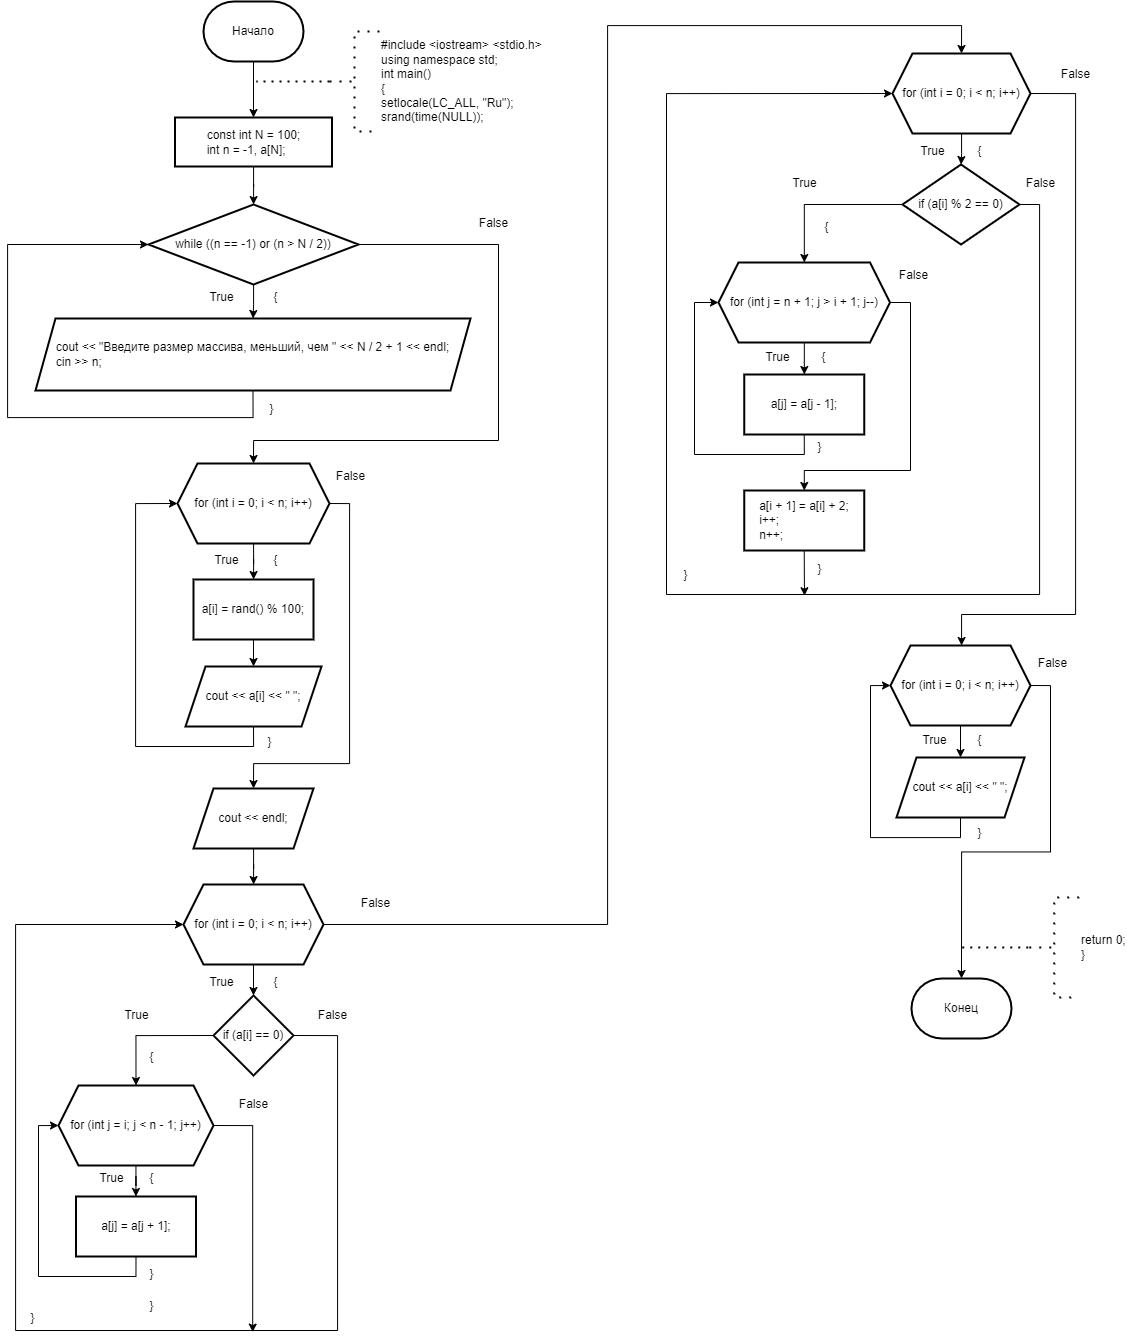 Начало
#include <iostream> <stdio.h>
using namespace std;
int main()
{
setlocale(LC_ALL, "Ru");
srand(time(NULL));
const int N = 100;
int n = -1, a[N];
while ((n == -1) or (n > N / 2))
False
True
{
cout << "Введите размер массива, меньший, чем " << N / 2 + 1 << endl;
cin >> n;
}
for (int i = 0; i < n; i++)
False
True
{
a[i] = rand() % 100;
cout << a[i] << " ";
}
cout << endl;
for (int i = 0; i < n; i++)
False
True
{
if (a[i] == 0)
True
False
{
for (int j = i; j < n - 1; j++)
False
True
{
a[j] = a[j + 1];
}
}
}
for (int i = 0; i < n; i++)
False
True
{
if (a[i] % 2 == 0)
True
False
{
for (int j = n + 1; j > i + 1; j--)
False
True
{
a[j] = a[j - 1];
}
a[i + 1] = a[i] + 2;
i++;
n++;
}
}
for (int i = 0; i < n; i++)
False
True
{
cout << a[i] << " ";
}
return 0;
}
Конец